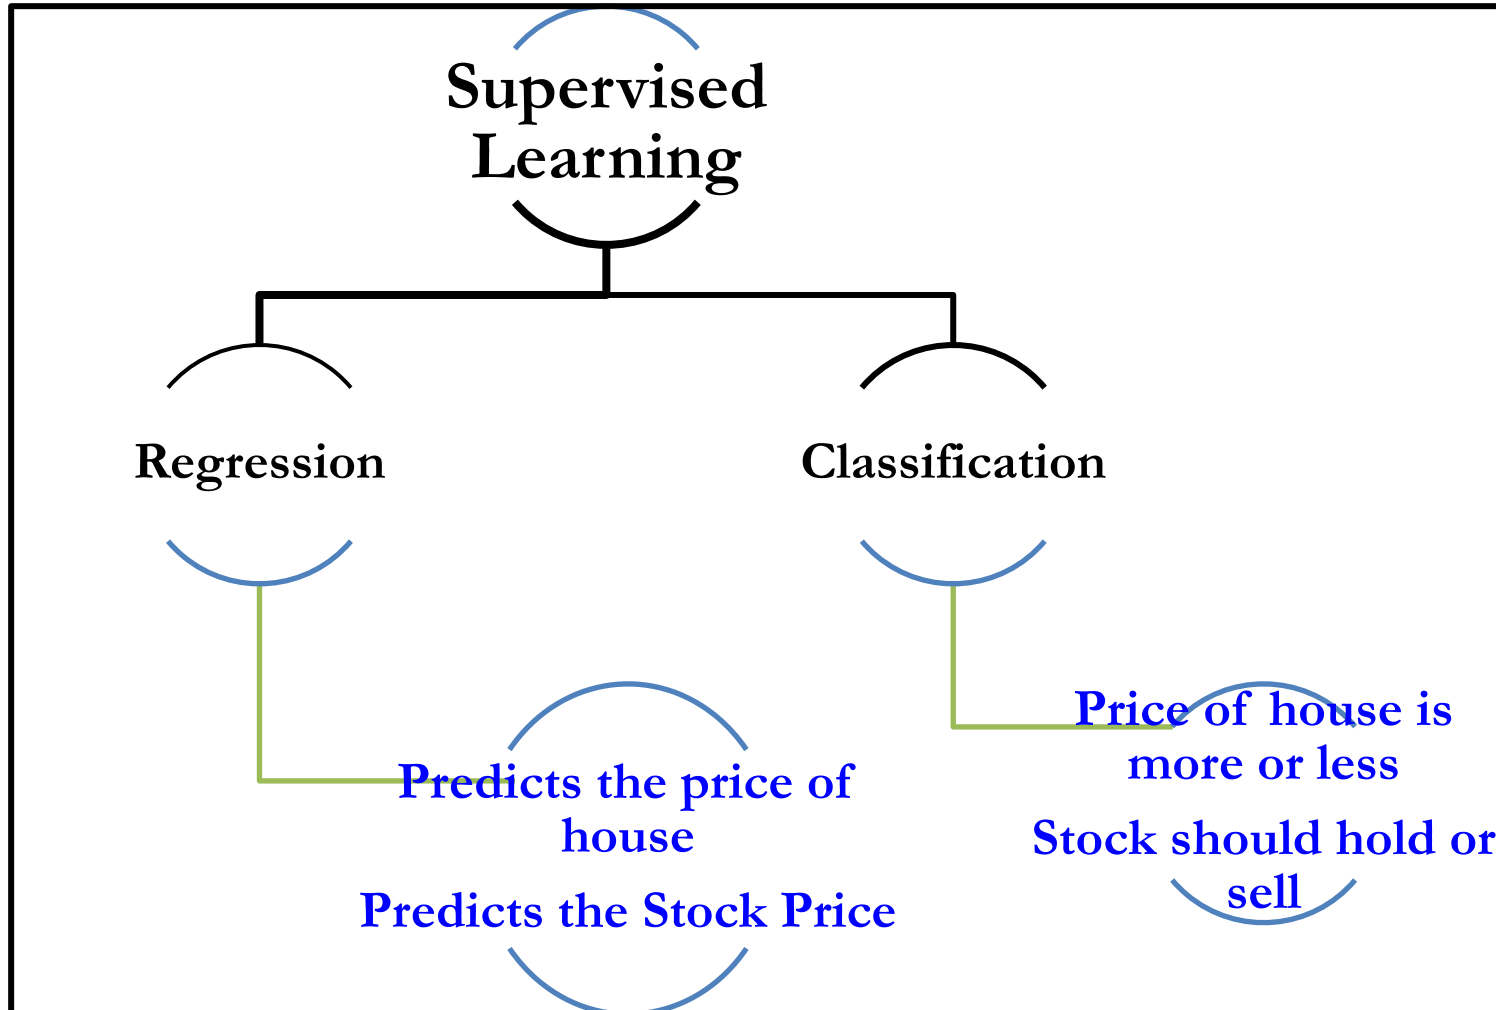 Supervised
Learning
Regression
Classification
Predicts the price of
house
Predicts the Stock Price
Price of house is
more or less
Stock should hold or
sell